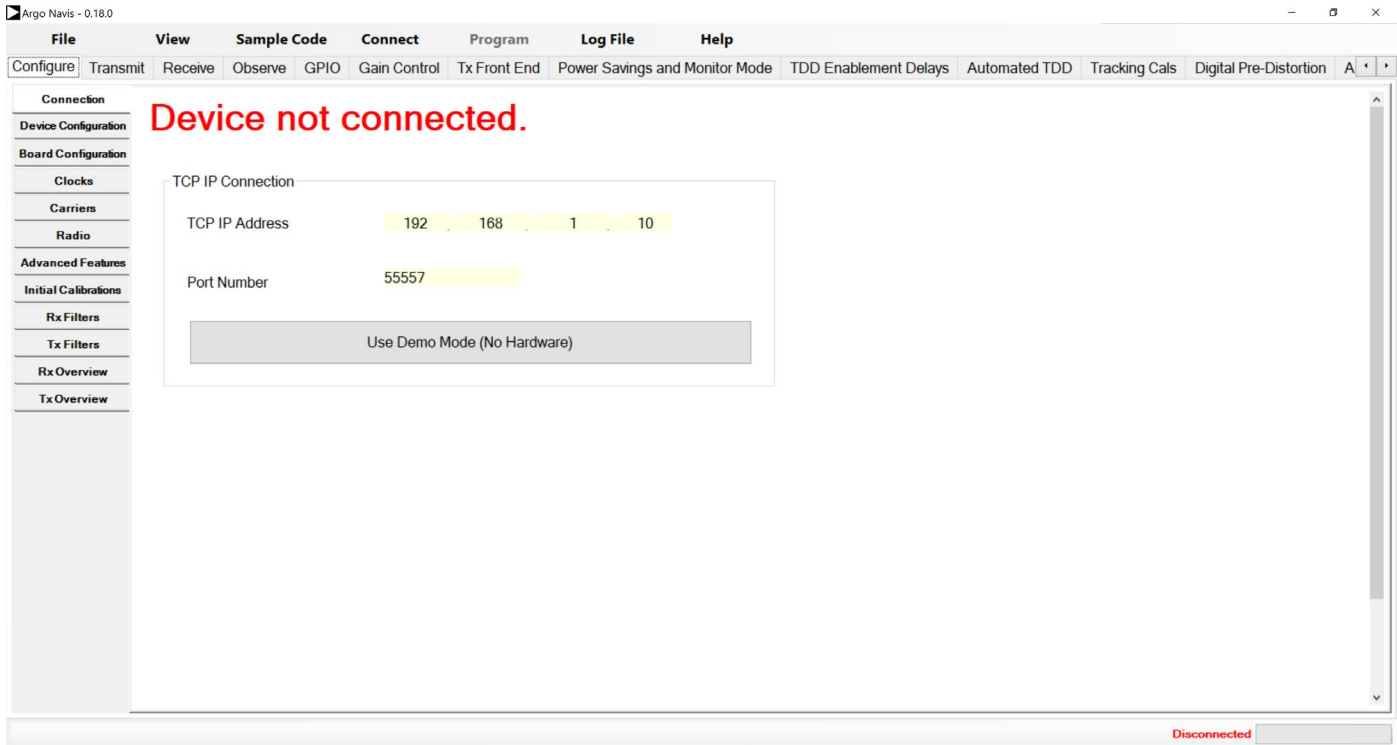 Argo Navis - 0.18.0
File View Sample Code Connect Program Log File Help
Configure Transmit Receive Observe GPIO Gain Control Tx Front End Power Savings and Monitor Mode TDD Enablement Delays Automated TDD Tracking Cals Digital Pre-Distortion A
Connection
Device Configuration
Board Configuration
Clocks
Carriers
Radio
Advanced Features
Initial Calibrations
Rx Filters
Tx Filters
Rx Overview
Tx Overview
Device not connected.
TCP IP Connection
TCP IP Address 192 . 168 . 1 . 10
Port Number 55557
Use Demo Mode (No Hardware)
Disconnected